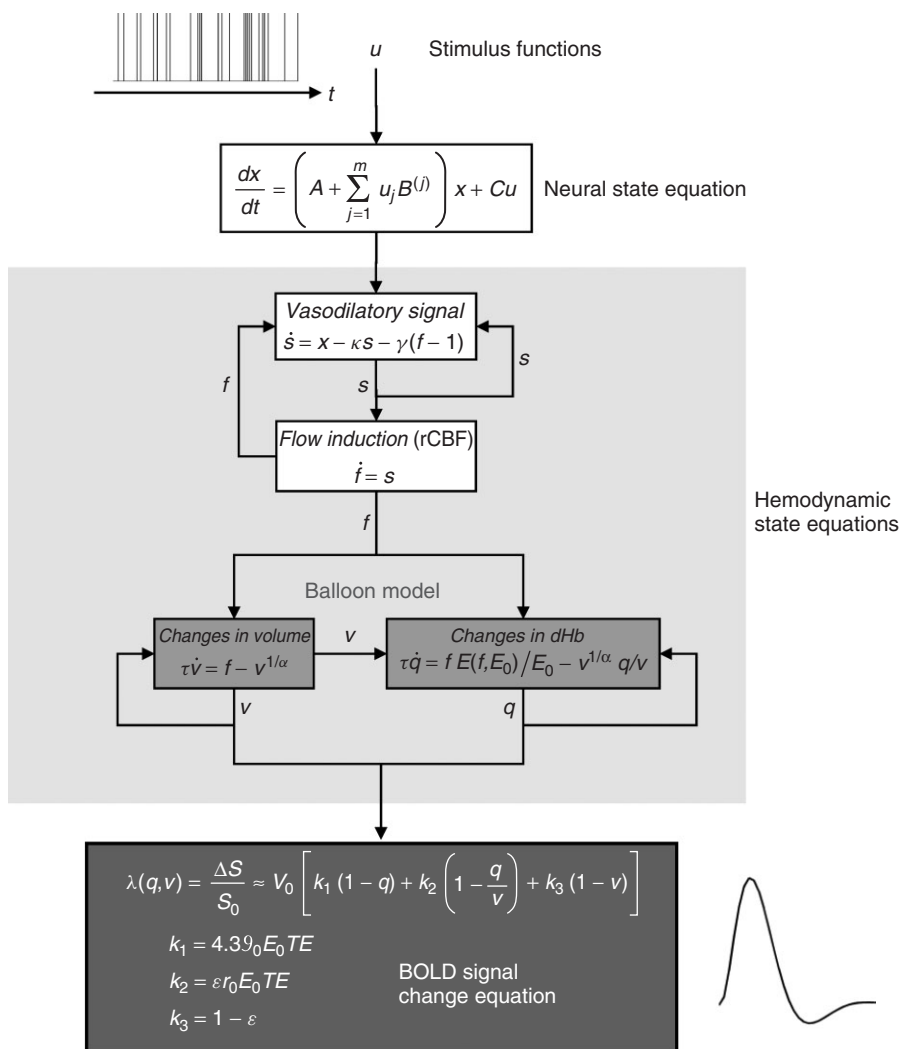 u Stimulus functions
t
dx/dt = (A + ∑_{j=1}^{m} u_j B^{(j)}) x + Cu Neural state equation
Vasodilatory signal
ṡ = x − κs − γ(f − 1)
f
s
s
Flow induction (rCBF)
ḟ = s
Hemodynamic
state equations
f
Balloon model
Changes in volume
τv̇ = f − v^{1/α}
v
Changes in dHb
τq̇ = f E(f,E₀)/E₀ − v^{1/α} q/v
v
q
λ(q,v) = ΔS/S₀ ≈ V₀ [k₁ (1 − q) + k₂ (1 − q/v) + k₃ (1 − v)]
k₁ = 4.3ϑ₀E₀TE
k₂ = εr₀E₀TE
k₃ = 1 − ε
BOLD signal
change equation